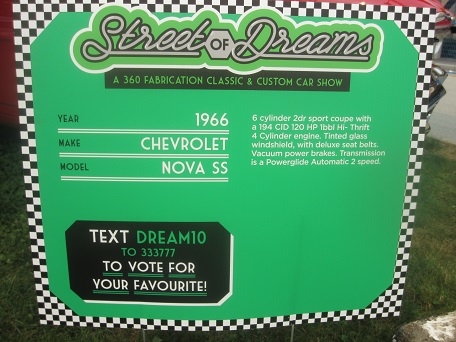 Street OF Dreams
A 360 FABRICATION CLASSIC & CUSTOM CAR SHOW
YEAR 1966
MAKE CHEVROLET
MODEL NOVA SS
6 cylinder 2dr sport coupe with
a 194 CID 120 HP 1bbl Hi- Thrift
4 Cylinder engine. Tinted glass
windshield, with deluxe seat belts.
Vacuum power brakes. Transmission
is a Powerglide Automatic 2 speed.
TEXT DREAM10
TO 333777
TO VOTE FOR
YOUR FAVOURITE!